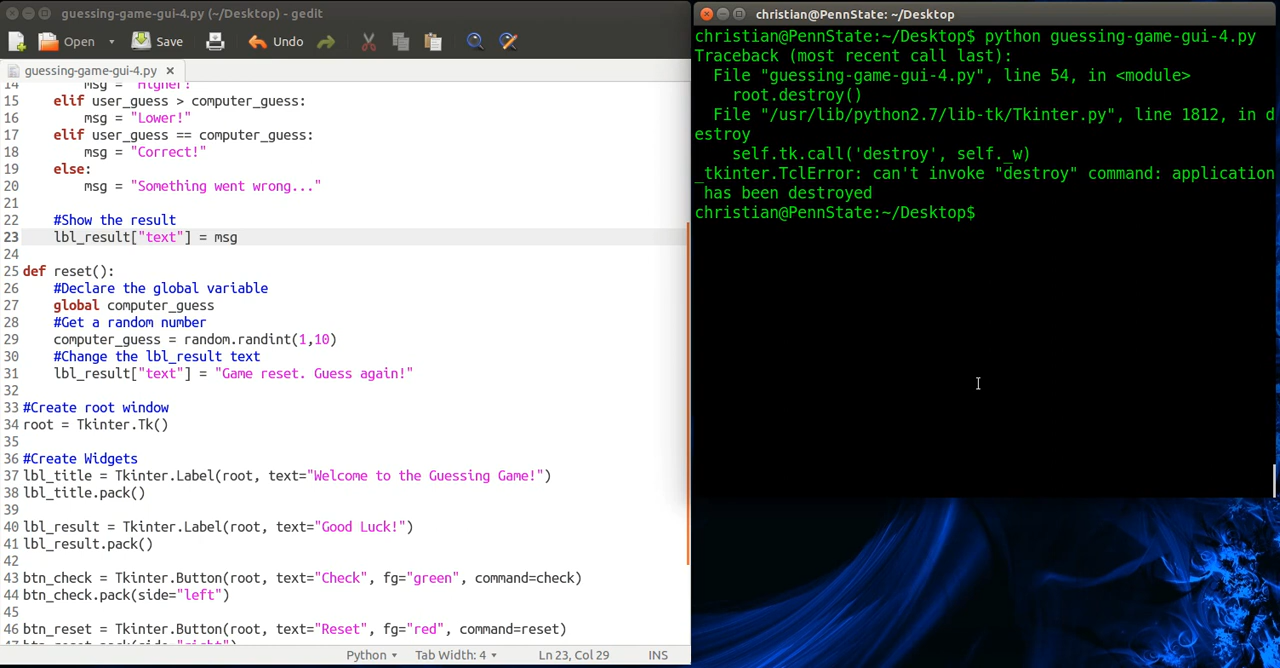 guessing-game-gui-4.py (~/Desktop) - gedit
Open Save Undo
guessing-game-gui-4.py ×
14 msg = "Higher!"
15 elif user_guess > computer_guess:
16 msg = "Lower!"
17 elif user_guess == computer_guess:
18 msg = "Correct!"
19 else:
20 msg = "Something went wrong..."
21
22 #Show the result
23 lbl_result["text"] = msg
24
25 def reset():
26 #Declare the global variable
27 global computer_guess
28 #Get a random number
29 computer_guess = random.randint(1,10)
30 #Change the lbl_result text
31 lbl_result["text"] = "Game reset. Guess again!"
32
33 #Create root window
34 root = Tkinter.Tk()
35
36 #Create Widgets
37 lbl_title = Tkinter.Label(root, text="Welcome to the Guessing Game!")
38 lbl_title.pack()
39
40 lbl_result = Tkinter.Label(root, text="Good Luck!")
41 lbl_result.pack()
42
43 btn_check = Tkinter.Button(root, text="Check", fg="green", command=check)
44 btn_check.pack(side="left")
45
46 btn_reset = Tkinter.Button(root, text="Reset", fg="red", command=reset)
47 btn_reset.pack(side="right")
Python Tab Width: 4 Ln 23, Col 29 INS
christian@PennState: ~/Desktop
christian@PennState:~/Desktop$ python guessing-game-gui-4.py
Traceback (most recent call last):
File "guessing-game-gui-4.py", line 54, in <module>
root.destroy()
File "/usr/lib/python2.7/lib-tk/Tkinter.py", line 1812, in d
estroy
self.tk.call('destroy', self._w)
_tkinter.TclError: can't invoke "destroy" command: application
has been destroyed
christian@PennState:~/Desktop$